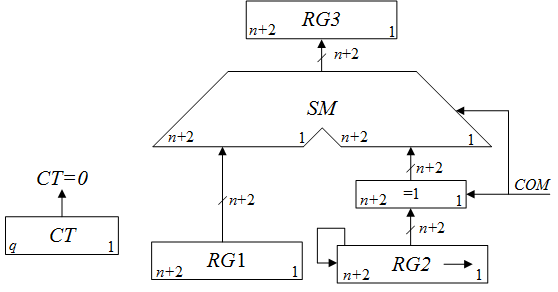 RG3
n+2 1
n+2
SM
n+2 1 n+2 1
n+2
CT=0
COM
n+2 =1 1
n+2
n+2
CT
q 1
RG1
n+2 1
RG2
n+2 1